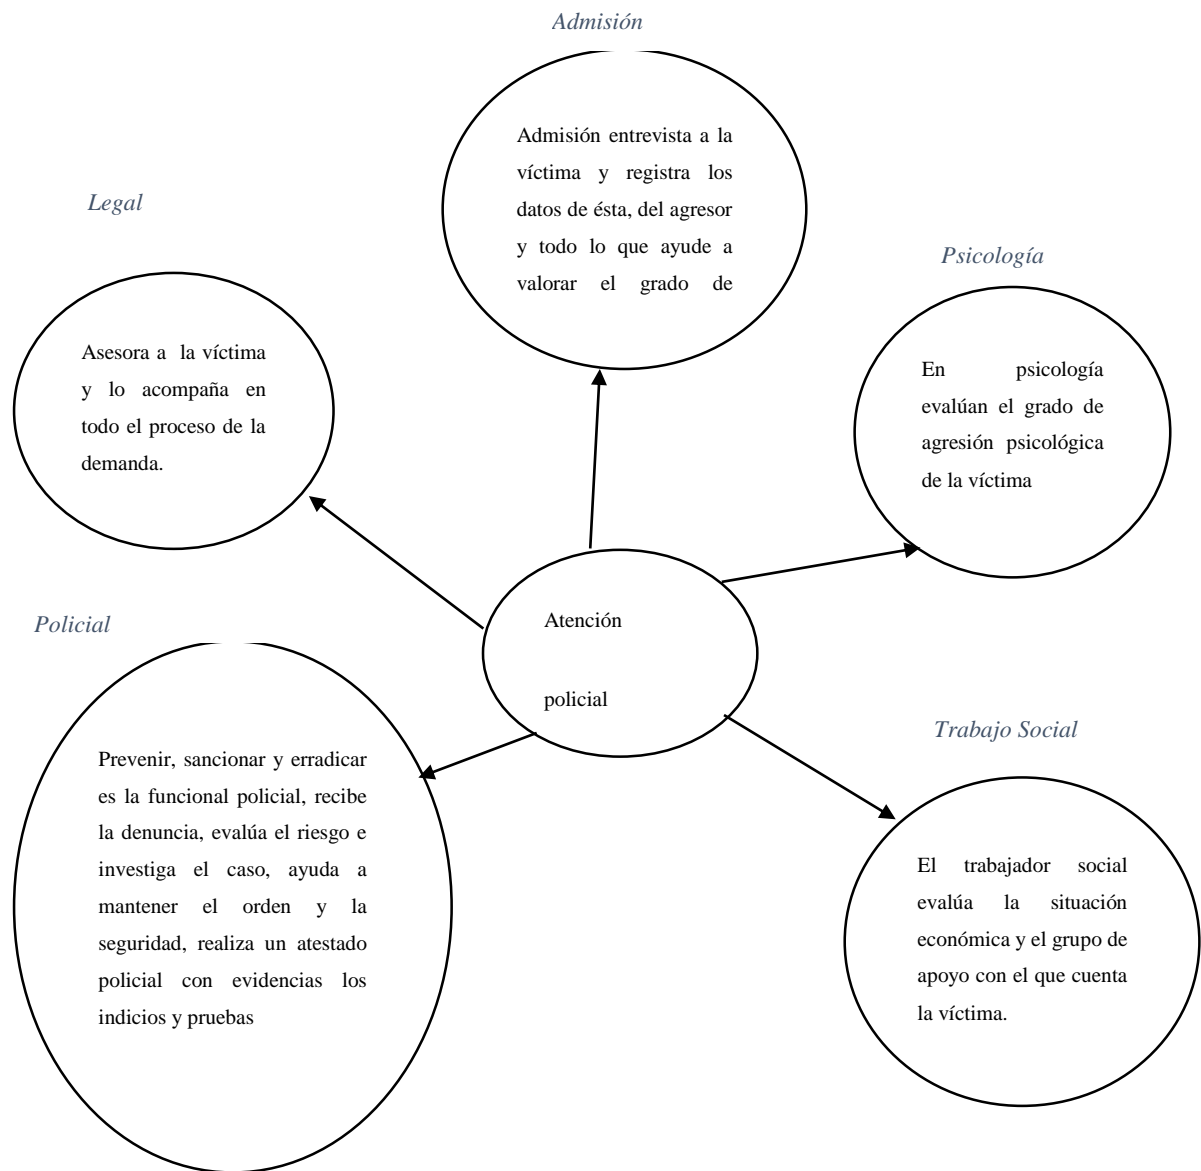 Admisión
Admisión entrevista a la
víctima y registra los
datos de ésta, del agresor
y todo lo que ayude a
valorar el grado de
Legal
Asesora a la víctima
y lo acompaña en
todo el proceso de la
demanda.
Psicología
En psicología
evalúan el grado de
agresión psicológica
de la víctima
Atención
policial
Policial
Prevenir, sancionar y erradicar
es la funcional policial, recibe
la denuncia, evalúa el riesgo e
investiga el caso, ayuda a
mantener el orden y la
seguridad, realiza un atestado
policial con evidencias los
indicios y pruebas
Trabajo Social
El trabajador social
evalúa la situación
económica y el grupo de
apoyo con el que cuenta
la víctima.